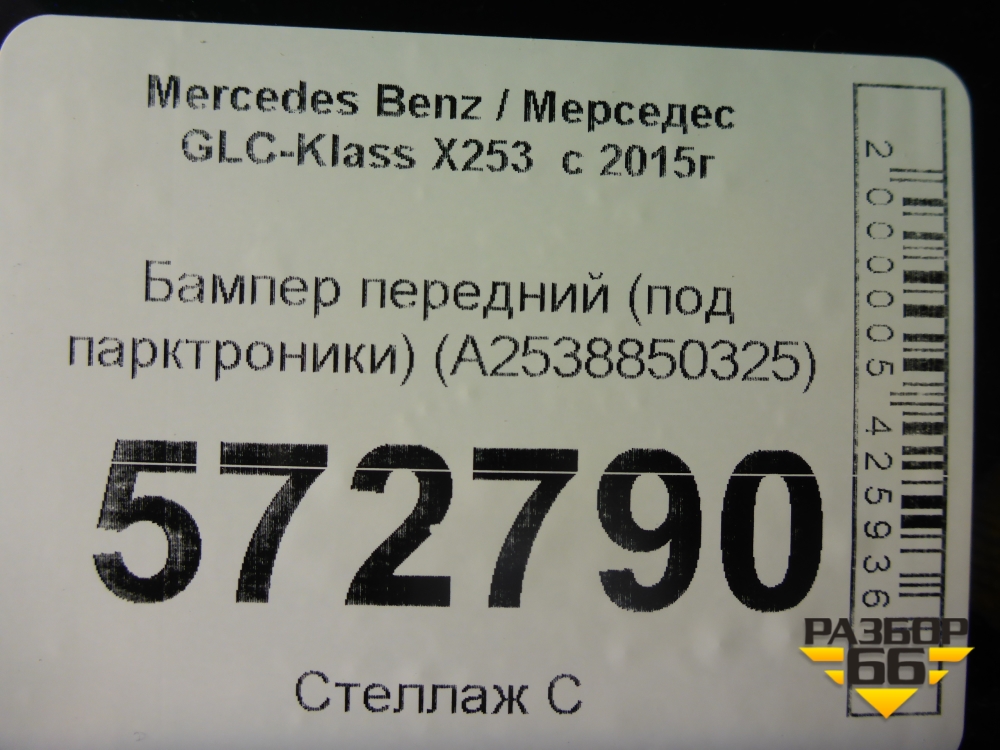 Mercedes Benz / Мерседес
GLC-Klass X253 с 2015г
Бампер передний (под
парктроники) (A2538850325)
572790
Стеллаж С
2000005425936
РАЗБОР
66